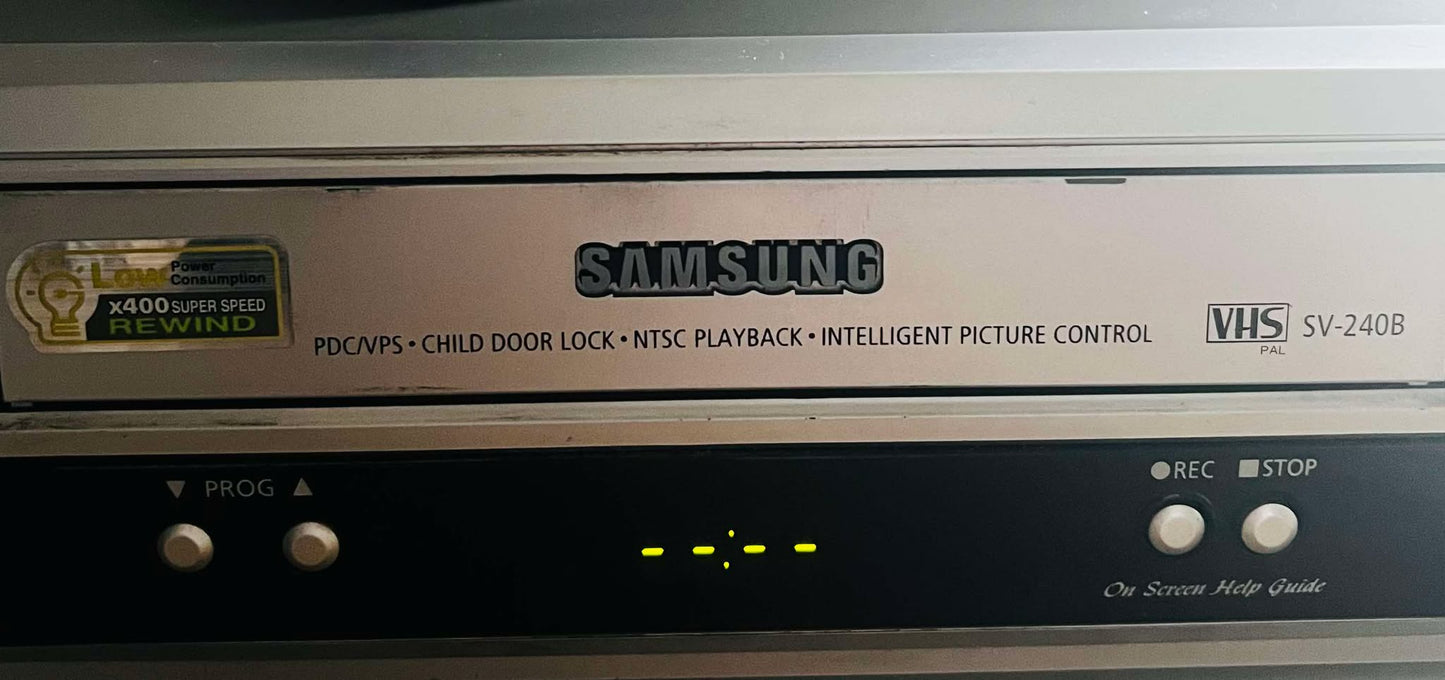 SAMSUNG
Low Power
Consumption
x400 SUPER SPEED
REWIND
PDC/VPS • CHILD DOOR LOCK • NTSC PLAYBACK • INTELLIGENT PICTURE CONTROL
VHS SV-240B
PAL
▼ PROG ▲
●REC ■STOP
--:--
On Screen Help Guide